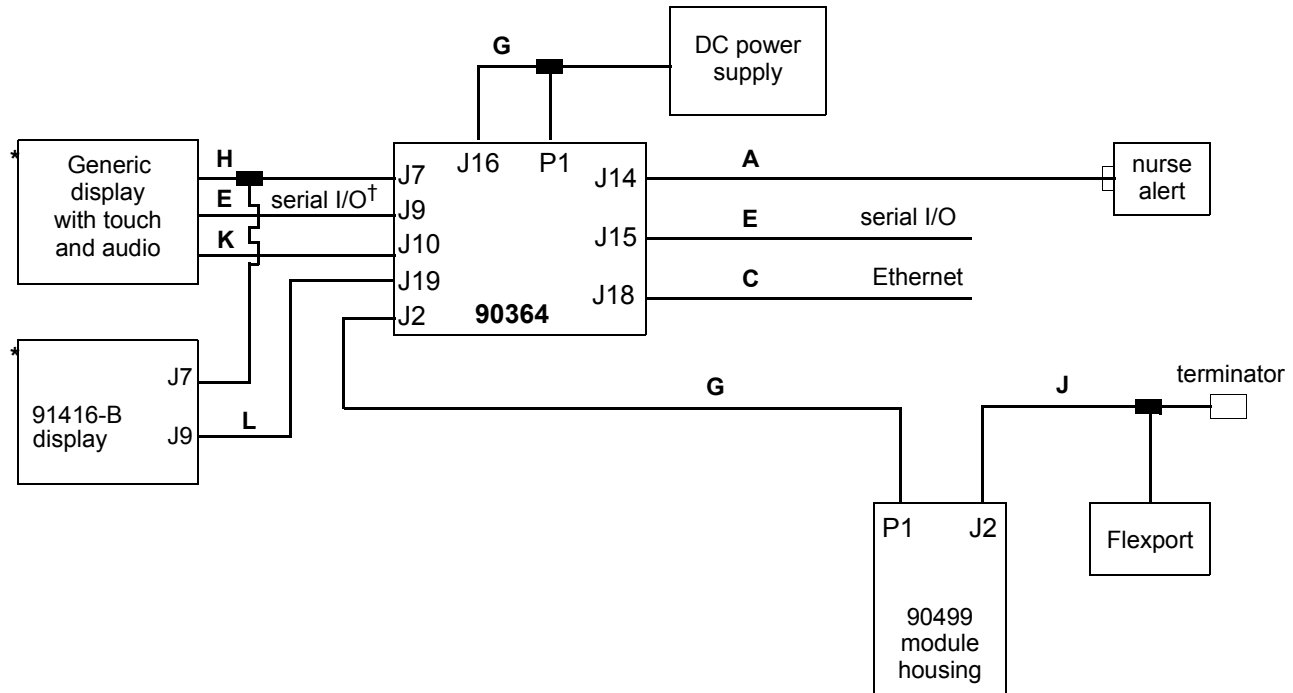 G
DC power
supply
*
Generic
display
with touch
and audio
H
E
serial I/O†
K
J7
J9
J10
J19
J2
J16
P1
J14
J15
J18
90364
A
nurse
alert
E
serial I/O
C
Ethernet
*
91416-B
display
J7
J9
L
G
J
terminator
P1
J2
90499
module
housing
Flexport